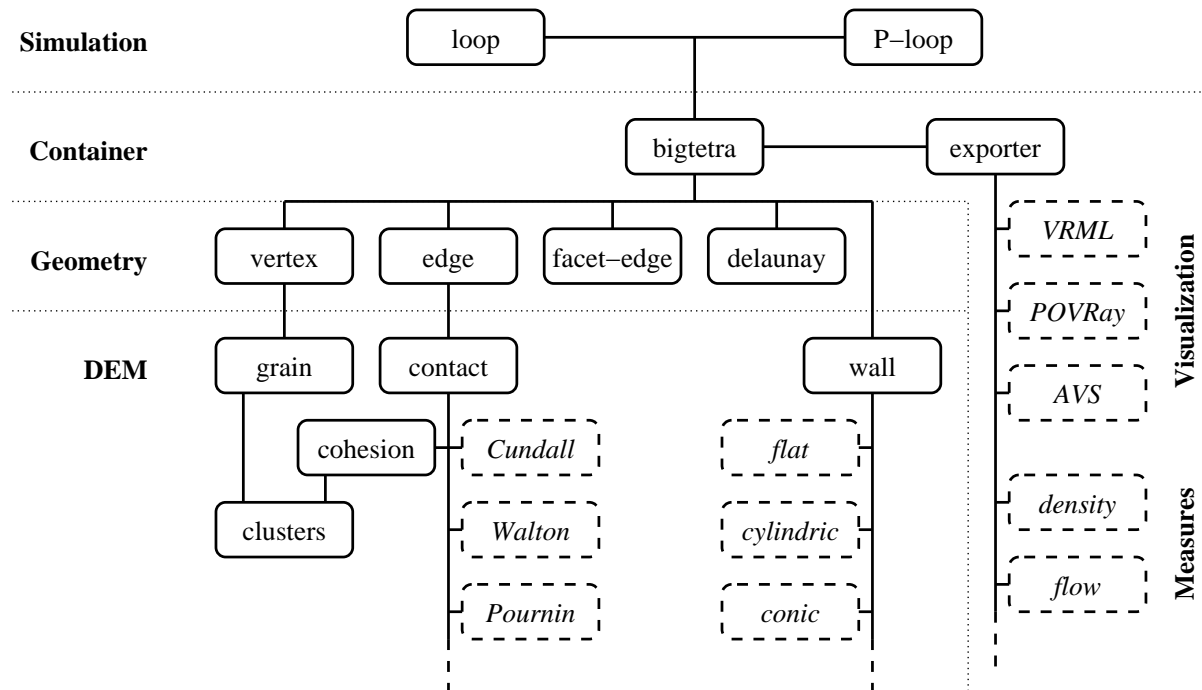 Simulation
loop
P−loop
Container
bigtetra
exporter
Geometry
vertex
edge
facet−edge
delaunay
VRML
POVRay
AVS
Visualization
DEM
grain
contact
wall
cohesion
Cundall
flat
clusters
Walton
cylindric
density
Pournin
conic
flow
Measures